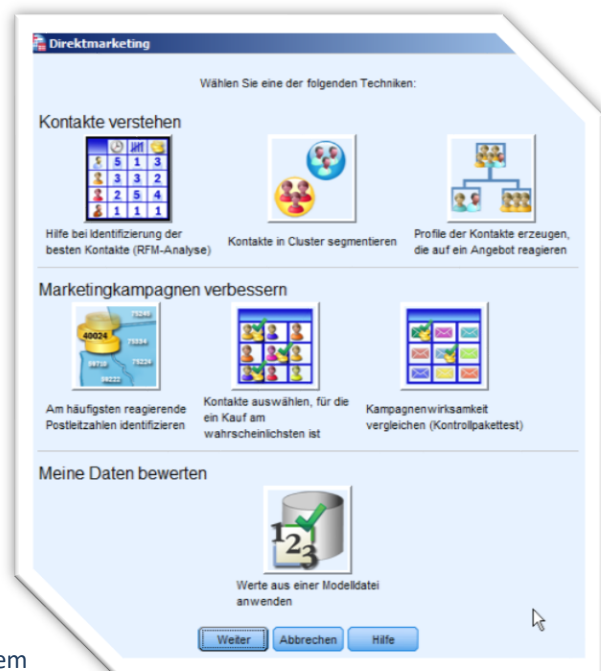 Direktmarketing
Wählen Sie eine der folgenden Techniken:
Kontakte verstehen
5 1 3
3 3 2
2 5 4
1 1 1
Hilfe bei Identifizierung der
besten Kontakte (RFM-Analyse)
Kontakte in Cluster segmentieren
Profile der Kontakte erzeugen,
die auf ein Angebot reagieren
Marketingkampagnen verbessern
40024
Am häufigsten reagierende
Postleitzahlen identifizieren
Kontakte auswählen, für die
ein Kauf am
wahrscheinlichsten ist
Kampagnenwirksamkeit
vergleichen (Kontrollpakettest)
Meine Daten bewerten
123
Werte aus einer Modelldatei
anwenden
Weiter
Abbrechen
Hilfe
em